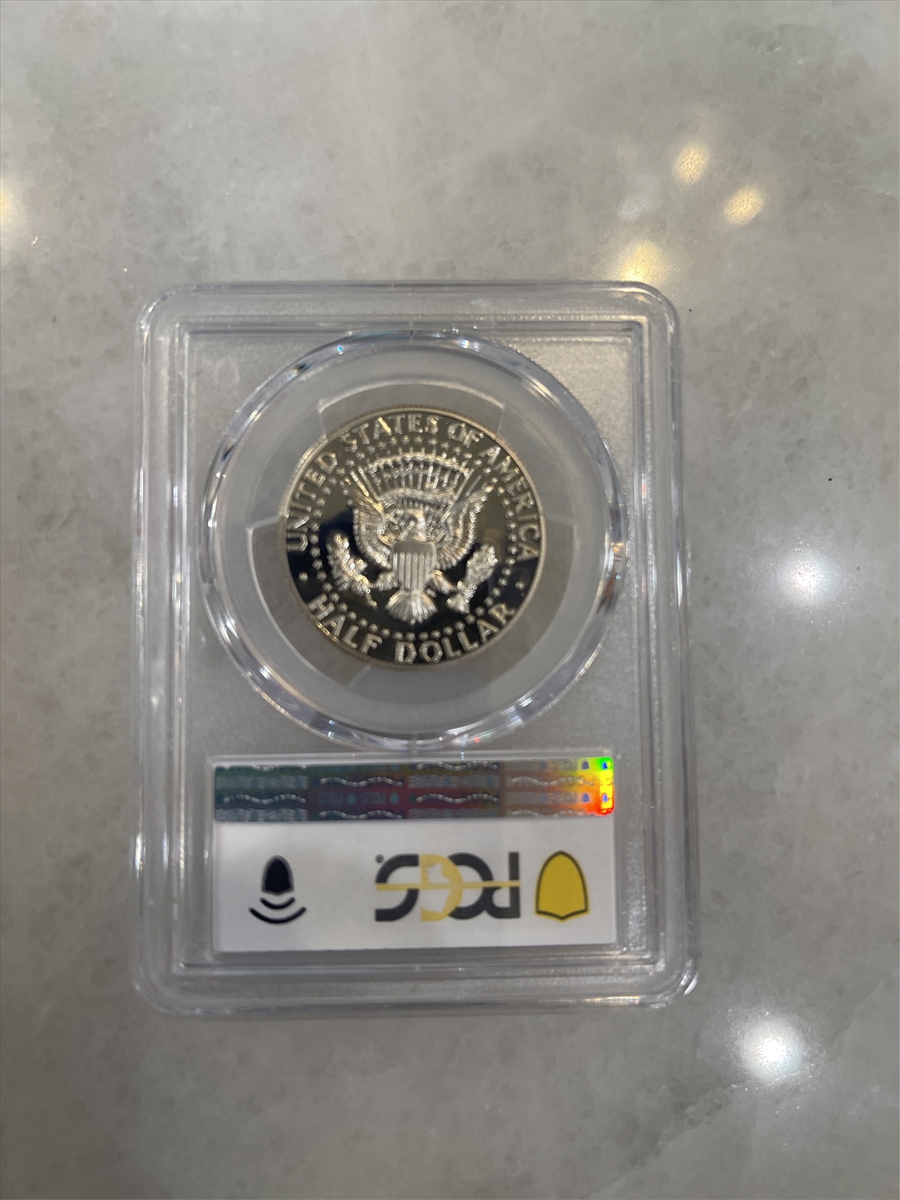 UNITED STATES OF AMERICA
HALF DOLLAR
PCGS